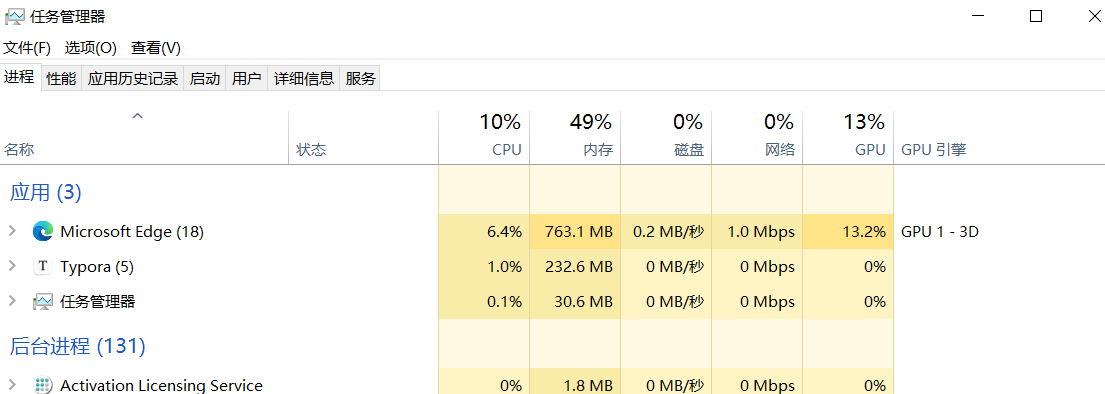 任务管理器
文件(F) 选项(O) 查看(V)
进程 性能 应用历史记录 启动 用户 详细信息 服务
10% 49% 0% 0% 13%
名称 状态 CPU 内存 磁盘 网络 GPU GPU 引擎
应用 (3)
Microsoft Edge (18) 6.4% 763.1 MB 0.2 MB/秒 1.0 Mbps 13.2% GPU 1 - 3D
T Typora (5) 1.0% 232.6 MB 0 MB/秒 0 Mbps 0%
任务管理器 0.1% 30.6 MB 0 MB/秒 0 Mbps 0%
后台进程 (131)
Activation Licensing Service 0% 1.8 MB 0 MB/秒 0 Mbps 0%